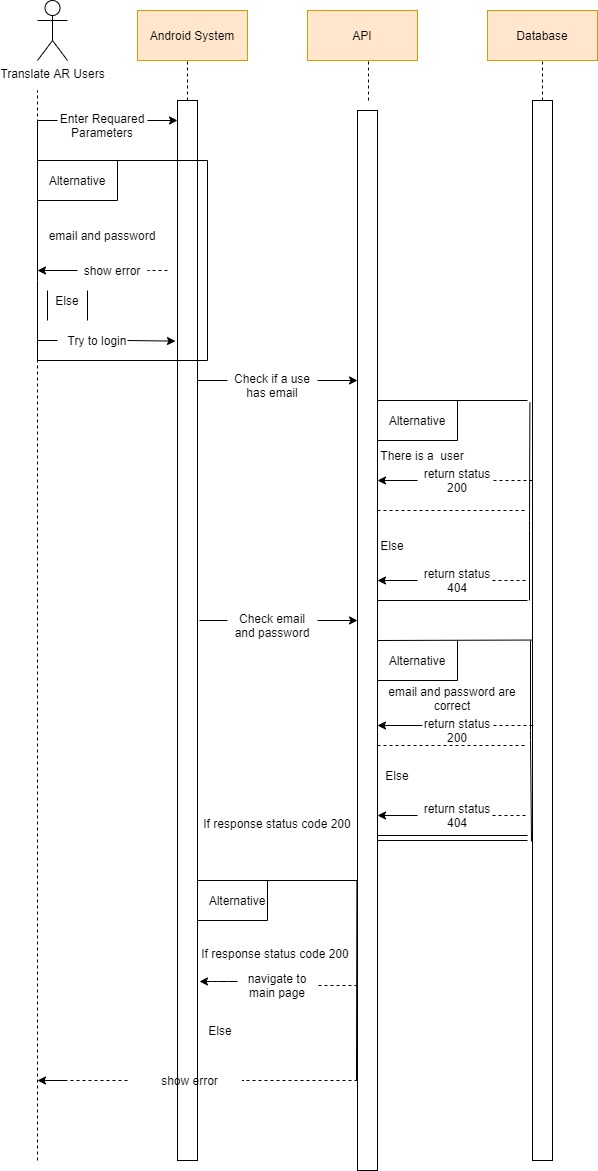 Android System
API
Database
Translate AR Users
Enter Requared
Parameters
Alternative
email and password
show error
Else
Try to login
Check if a use
has email
Alternative
There is a user
return status
200
Else
return status
404
Check email
and password
Alternative
email and password are
correct
return status
200
Else
return status
404
If response status code 200
Alternative
If response status code 200
navigate to
main page
Else
show error